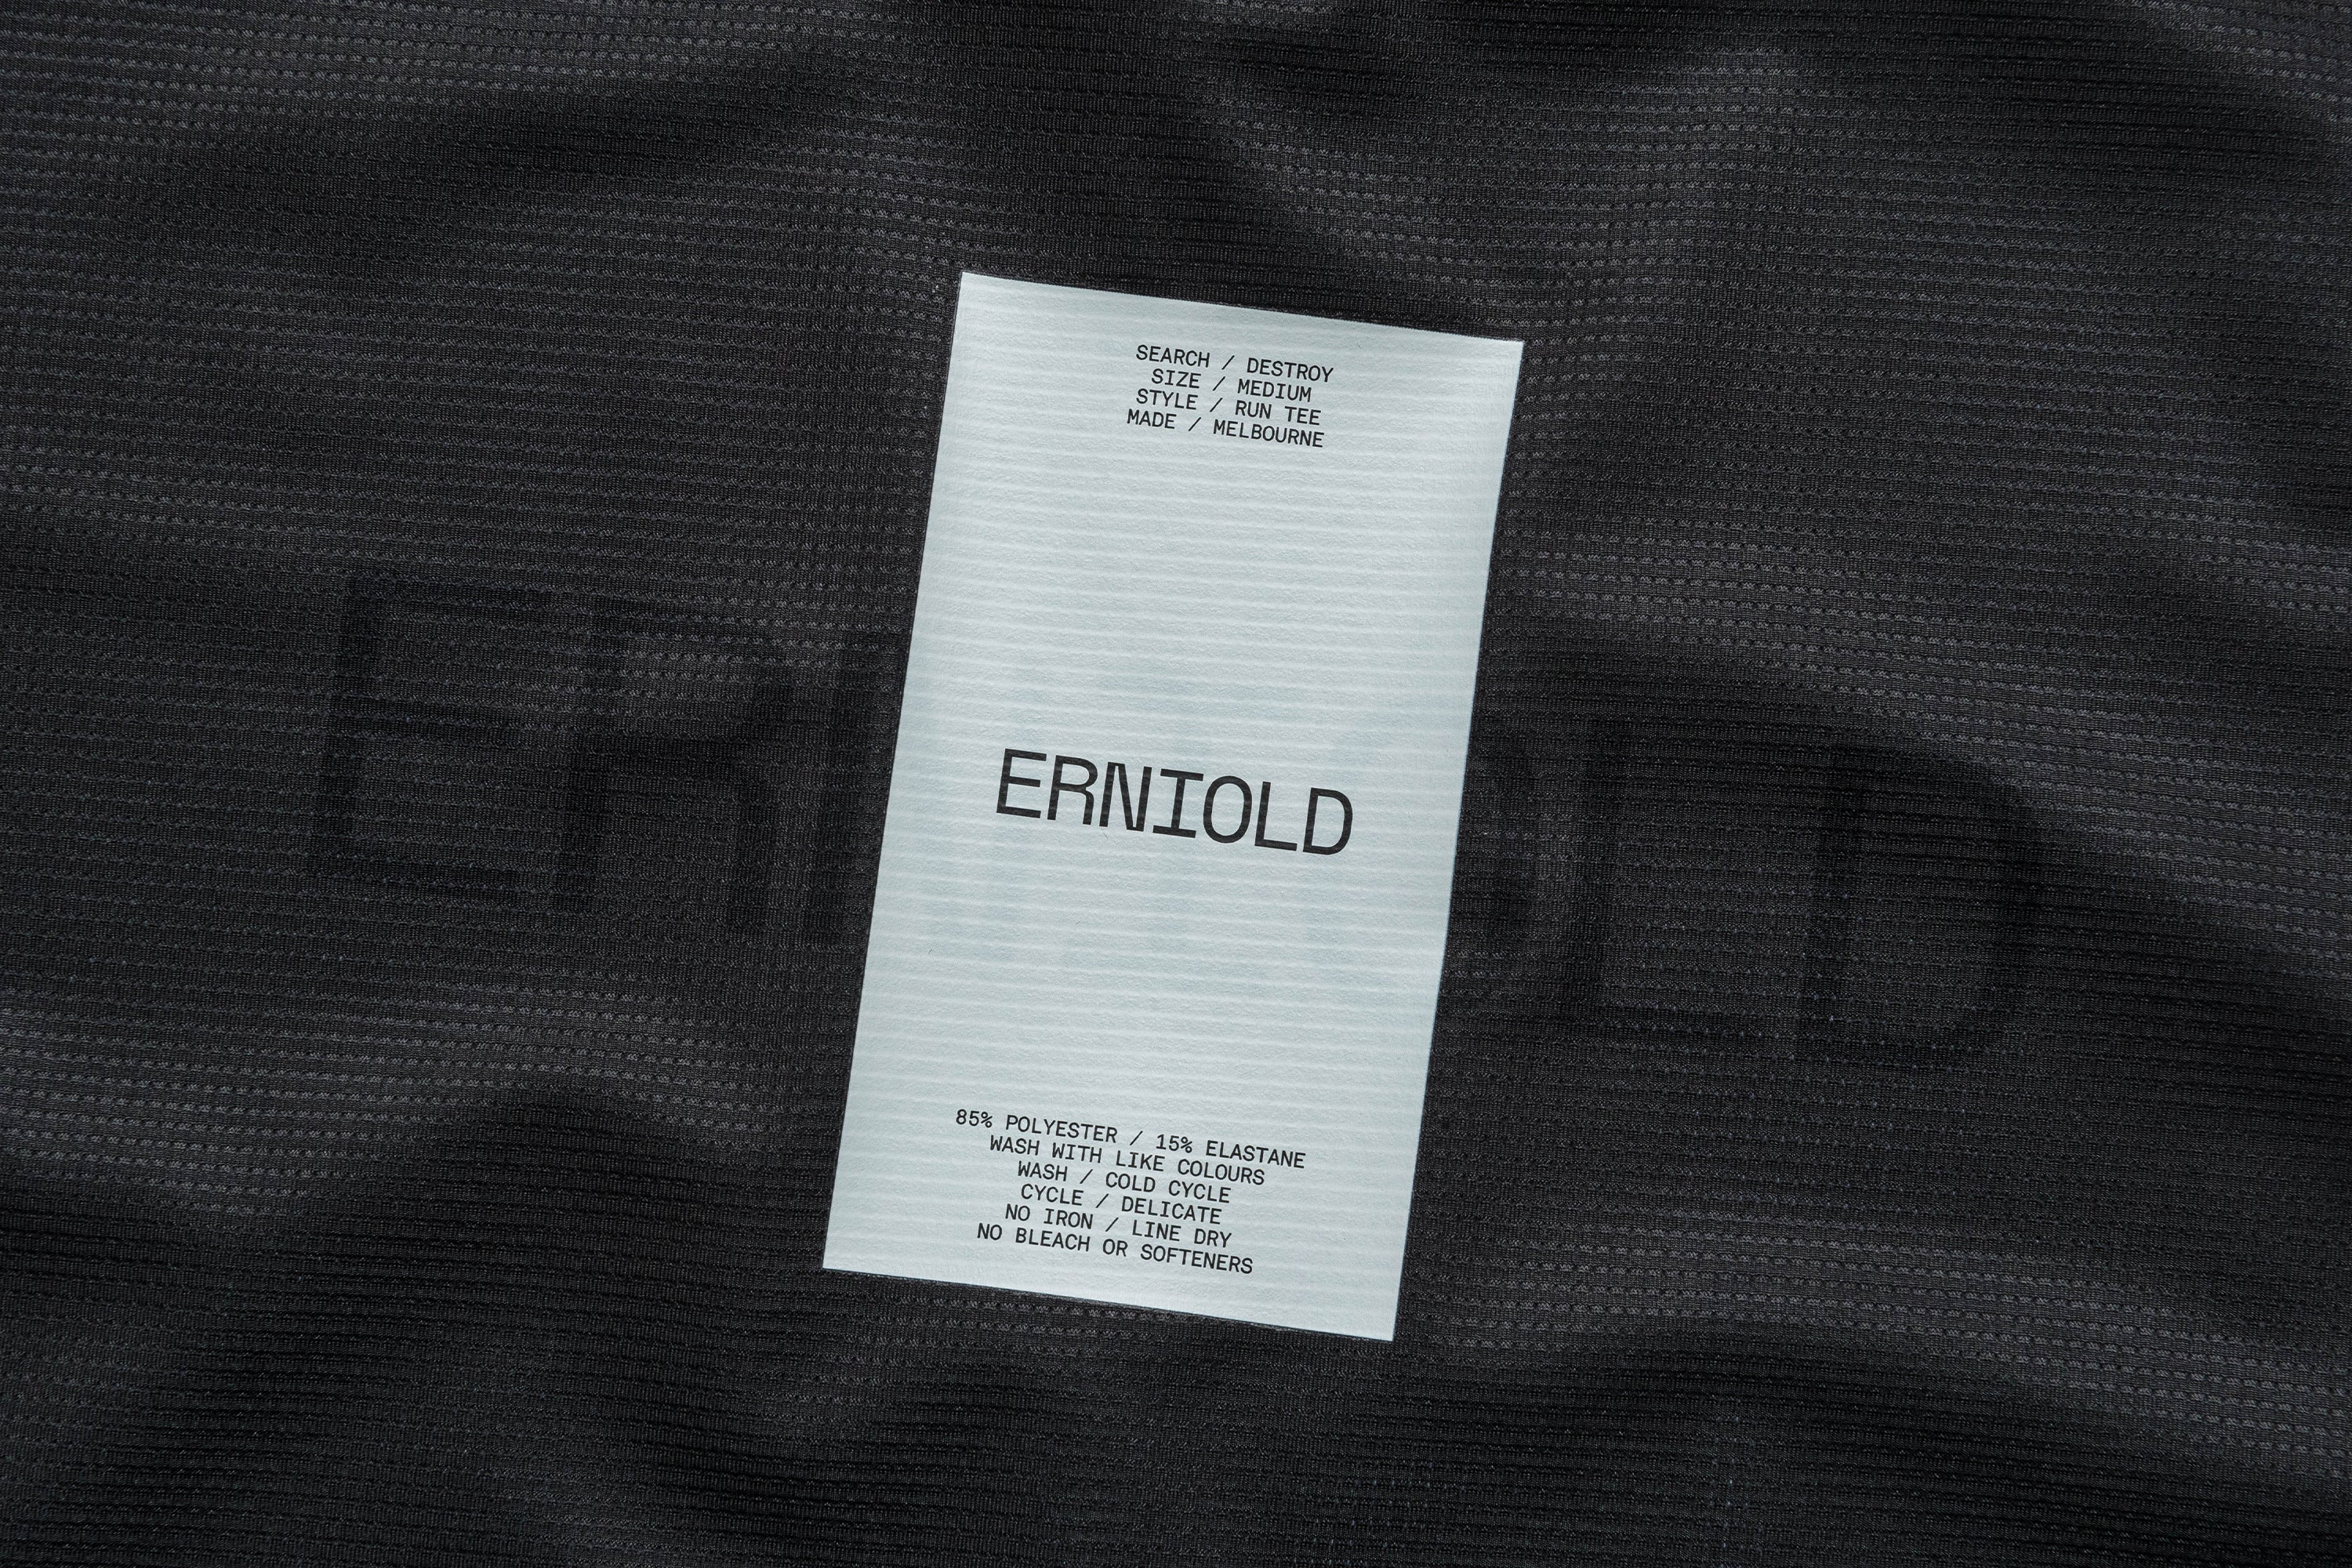 SEARCH / DESTROY
SIZE / MEDIUM
STYLE / RUN TEE
MADE / MELBOURNE
ERNIOLD
85% POLYESTER / 15% ELASTANE
WASH WITH LIKE COLOURS
WASH / COLD CYCLE
CYCLE / DELICATE
NO IRON / LINE DRY
NO BLEACH OR SOFTENERS